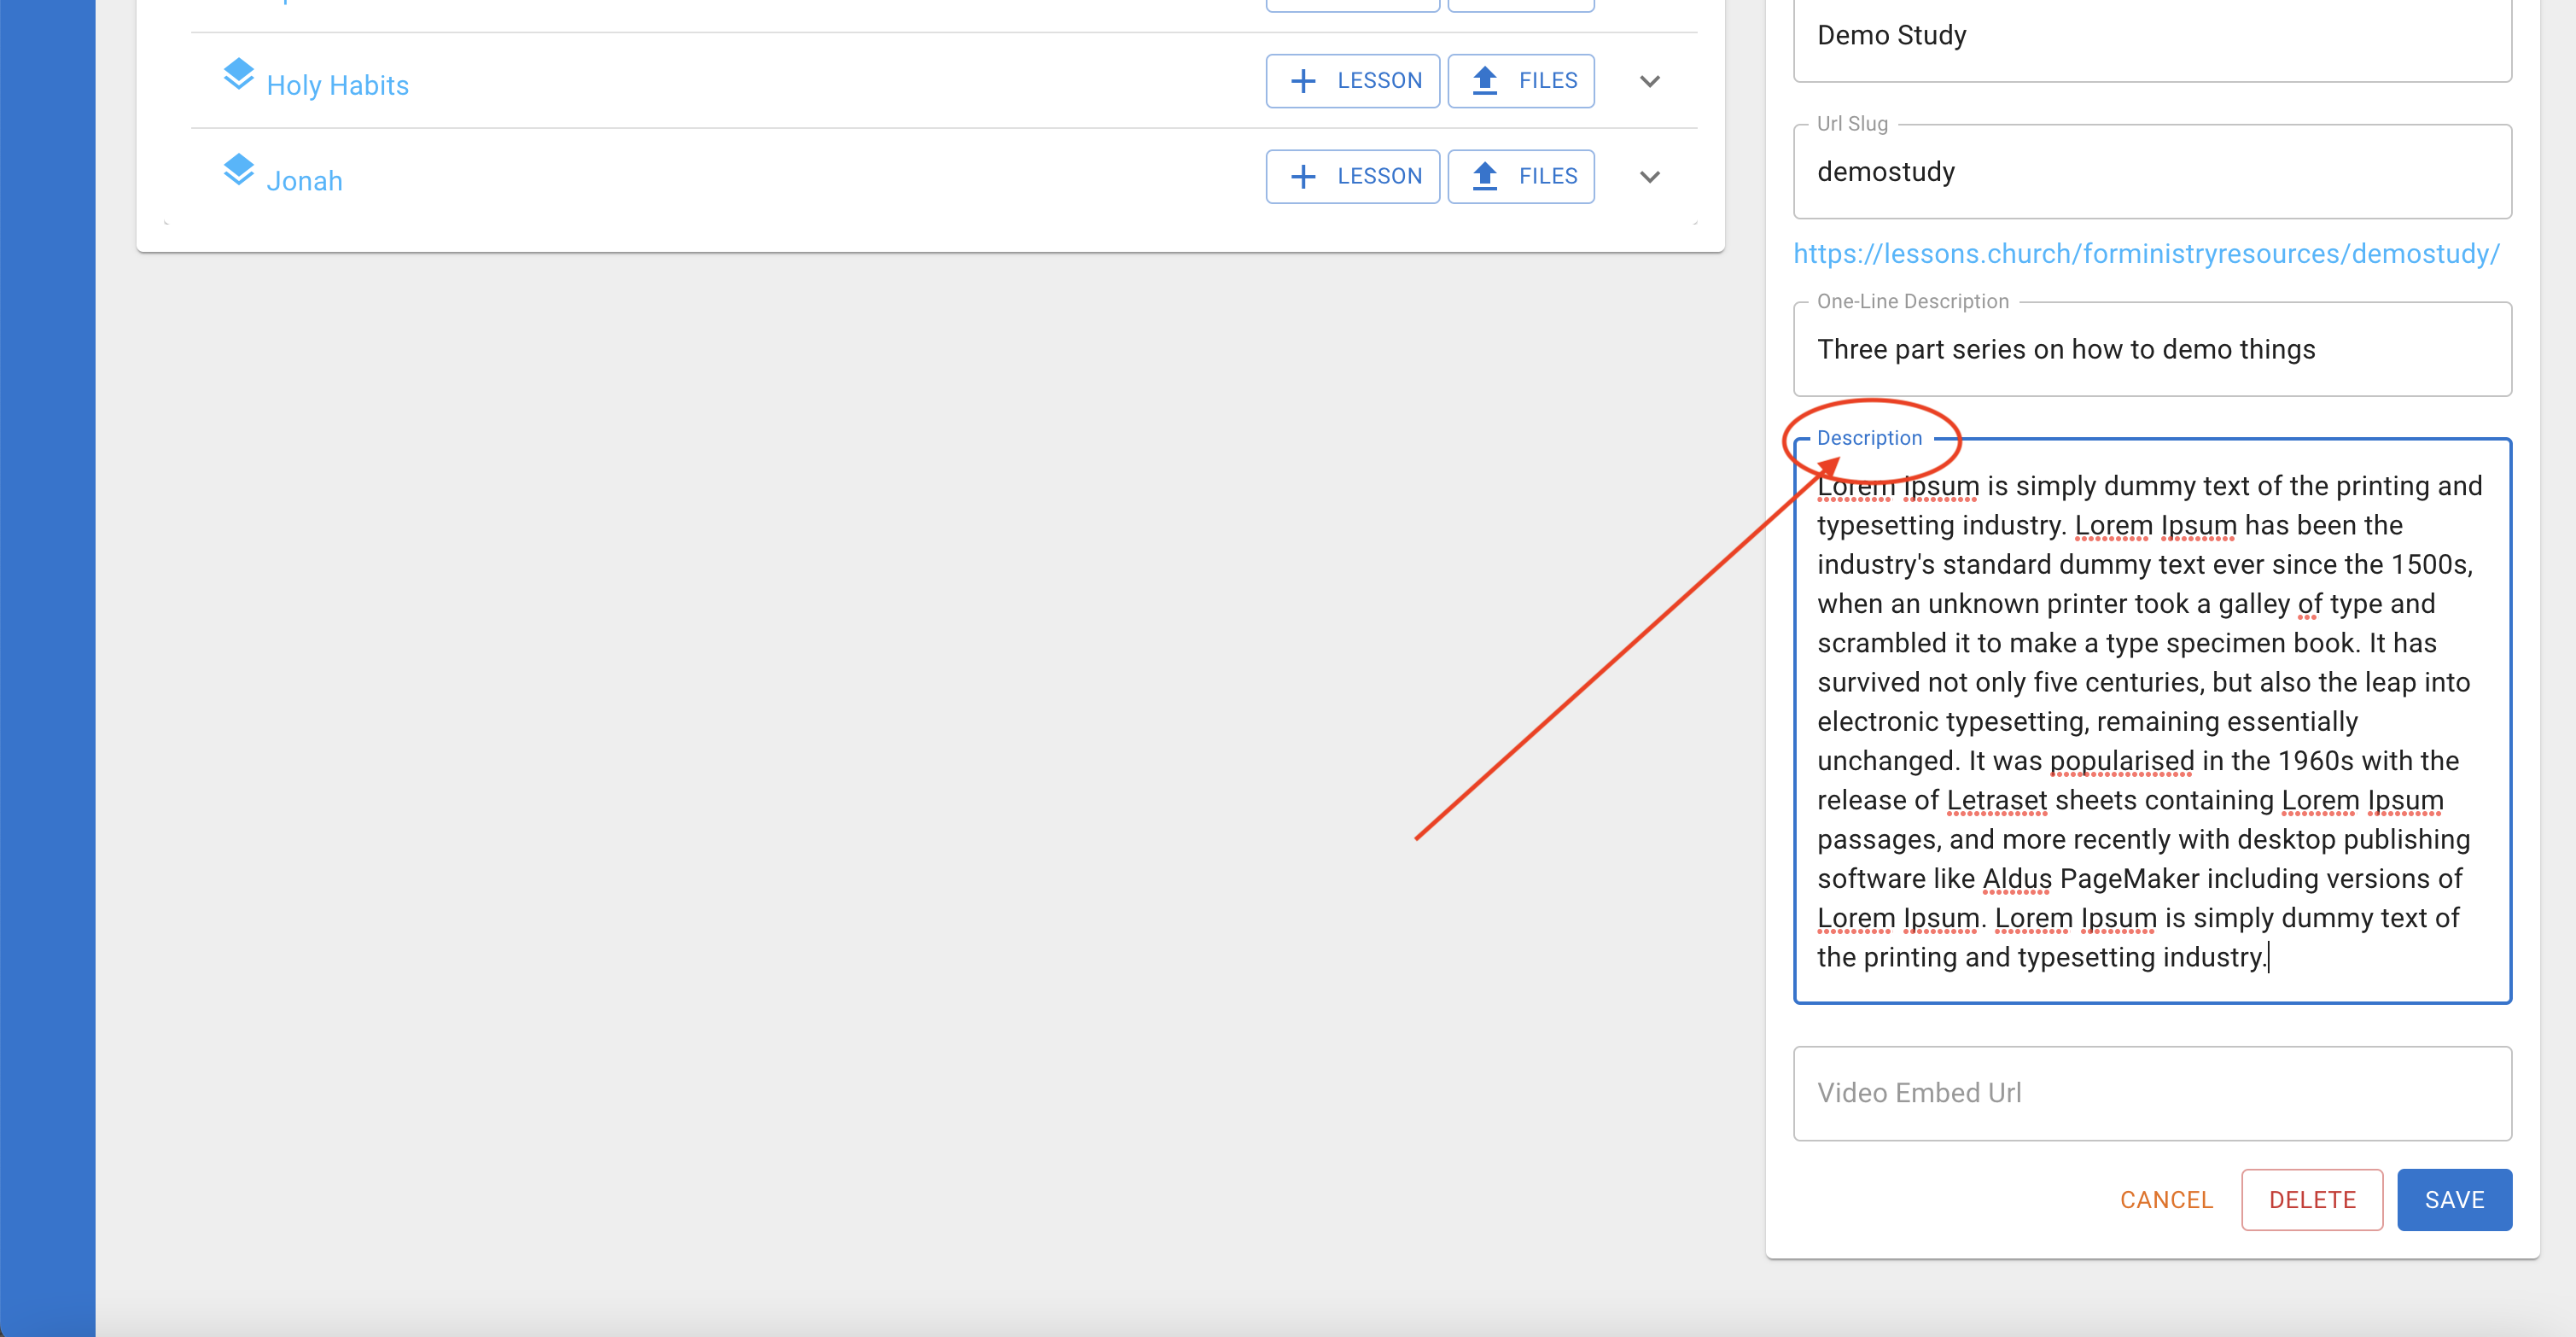 Holy Habits
LESSON
FILES
Jonah
LESSON
FILES
Demo Study
Url Slug
demostudy
https://lessons.church/forministryresources/demostudy/
One-Line Description
Three part series on how to demo things
Description
Lorem Ipsum is simply dummy text of the printing and
typesetting industry. Lorem Ipsum has been the
industry's standard dummy text ever since the 1500s,
when an unknown printer took a galley of type and
scrambled it to make a type specimen book. It has
survived not only five centuries, but also the leap into
electronic typesetting, remaining essentially
unchanged. It was popularised in the 1960s with the
release of Letraset sheets containing Lorem Ipsum
passages, and more recently with desktop publishing
software like Aldus PageMaker including versions of
Lorem Ipsum. Lorem Ipsum is simply dummy text of
the printing and typesetting industry.
Video Embed Url
CANCEL
DELETE
SAVE